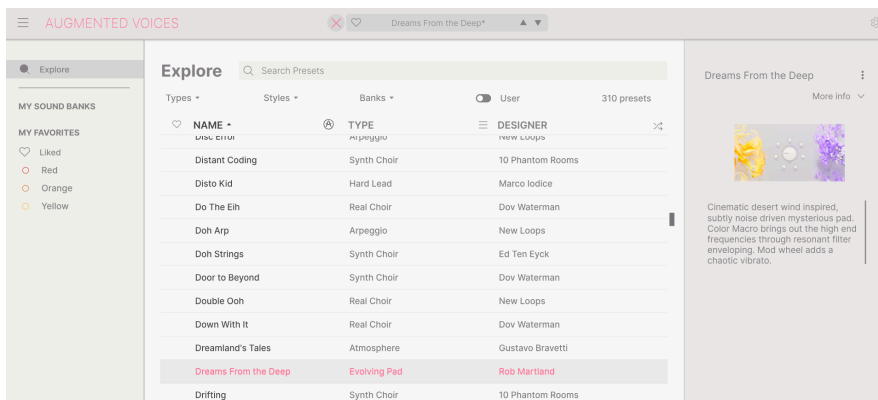 AUGMENTED VOICES
Dreams From the Deep*
Explore
MY SOUND BANKS
MY FAVORITES
Liked
Red
Orange
Yellow
Explore
Search Presets
Types
Styles
Banks
User
310 presets
NAME
TYPE
DESIGNER
Disc Error Arpeggio New Loops
Distant Coding Synth Choir 10 Phantom Rooms
Disto Kid Hard Lead Marco Iodice
Do The Eih Real Choir Dov Waterman
Doh Arp Arpeggio New Loops
Doh Strings Synth Choir Ed Ten Eyck
Door to Beyond Synth Choir Dov Waterman
Double Ooh Real Choir New Loops
Down With It Real Choir Dov Waterman
Dreamland's Tales Atmosphere Gustavo Bravetti
Dreams From the Deep Evolving Pad Rob Martland
Drifting Synth Choir 10 Phantom Rooms
Dreams From the Deep
More info
Cinematic desert wind inspired,
subtly noise driven mysterious pad.
Color Macro brings out the high end
frequencies through resonant filter
enveloping. Mod wheel adds a
chaotic vibrato.